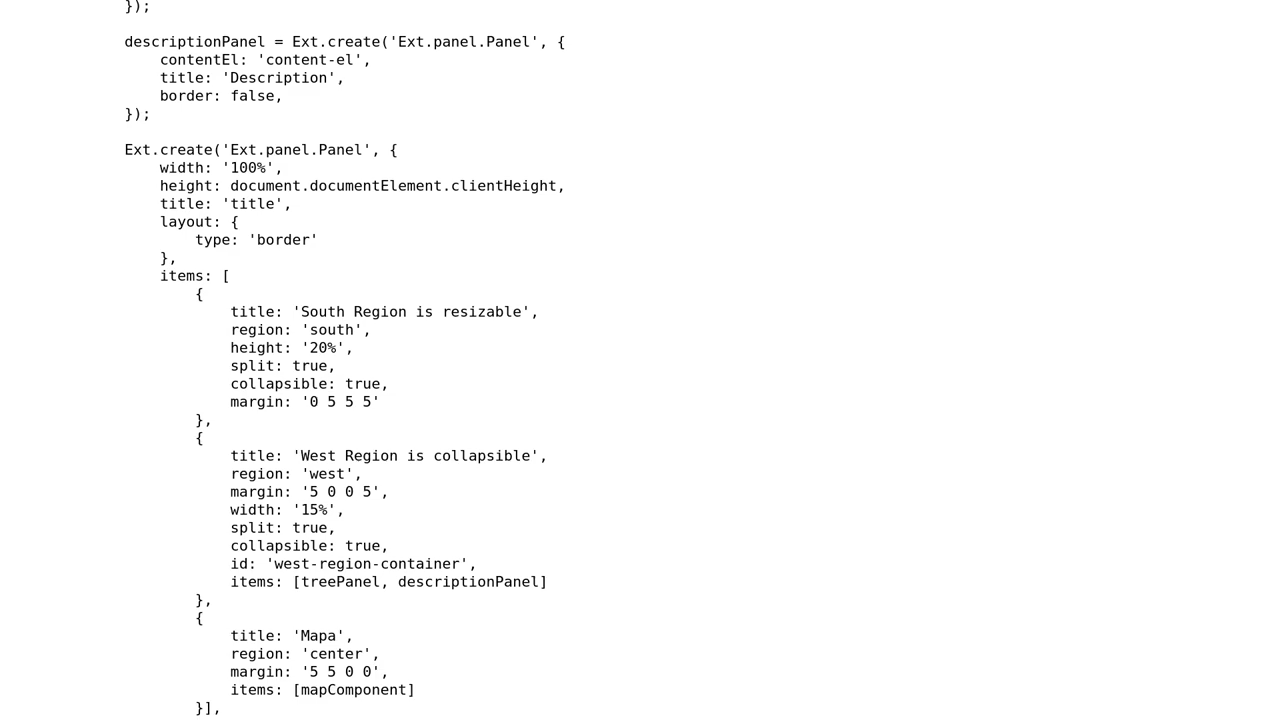 });
descriptionPanel = Ext.create('Ext.panel.Panel', {
contentEl: 'content-el',
title: 'Description',
border: false,
});
Ext.create('Ext.panel.Panel', {
width: '100%',
height: document.documentElement.clientHeight,
title: 'title',
layout: {
type: 'border'
},
items: [
{
title: 'South Region is resizable',
region: 'south',
height: '20%',
split: true,
collapsible: true,
margin: '0 5 5 5'
},
{
title: 'West Region is collapsible',
region: 'west',
margin: '5 0 0 5',
width: '15%',
split: true,
collapsible: true,
id: 'west-region-container',
items: [treePanel, descriptionPanel]
},
{
title: 'Mapa',
region: 'center',
margin: '5 5 0 0',
items: [mapComponent]
}],